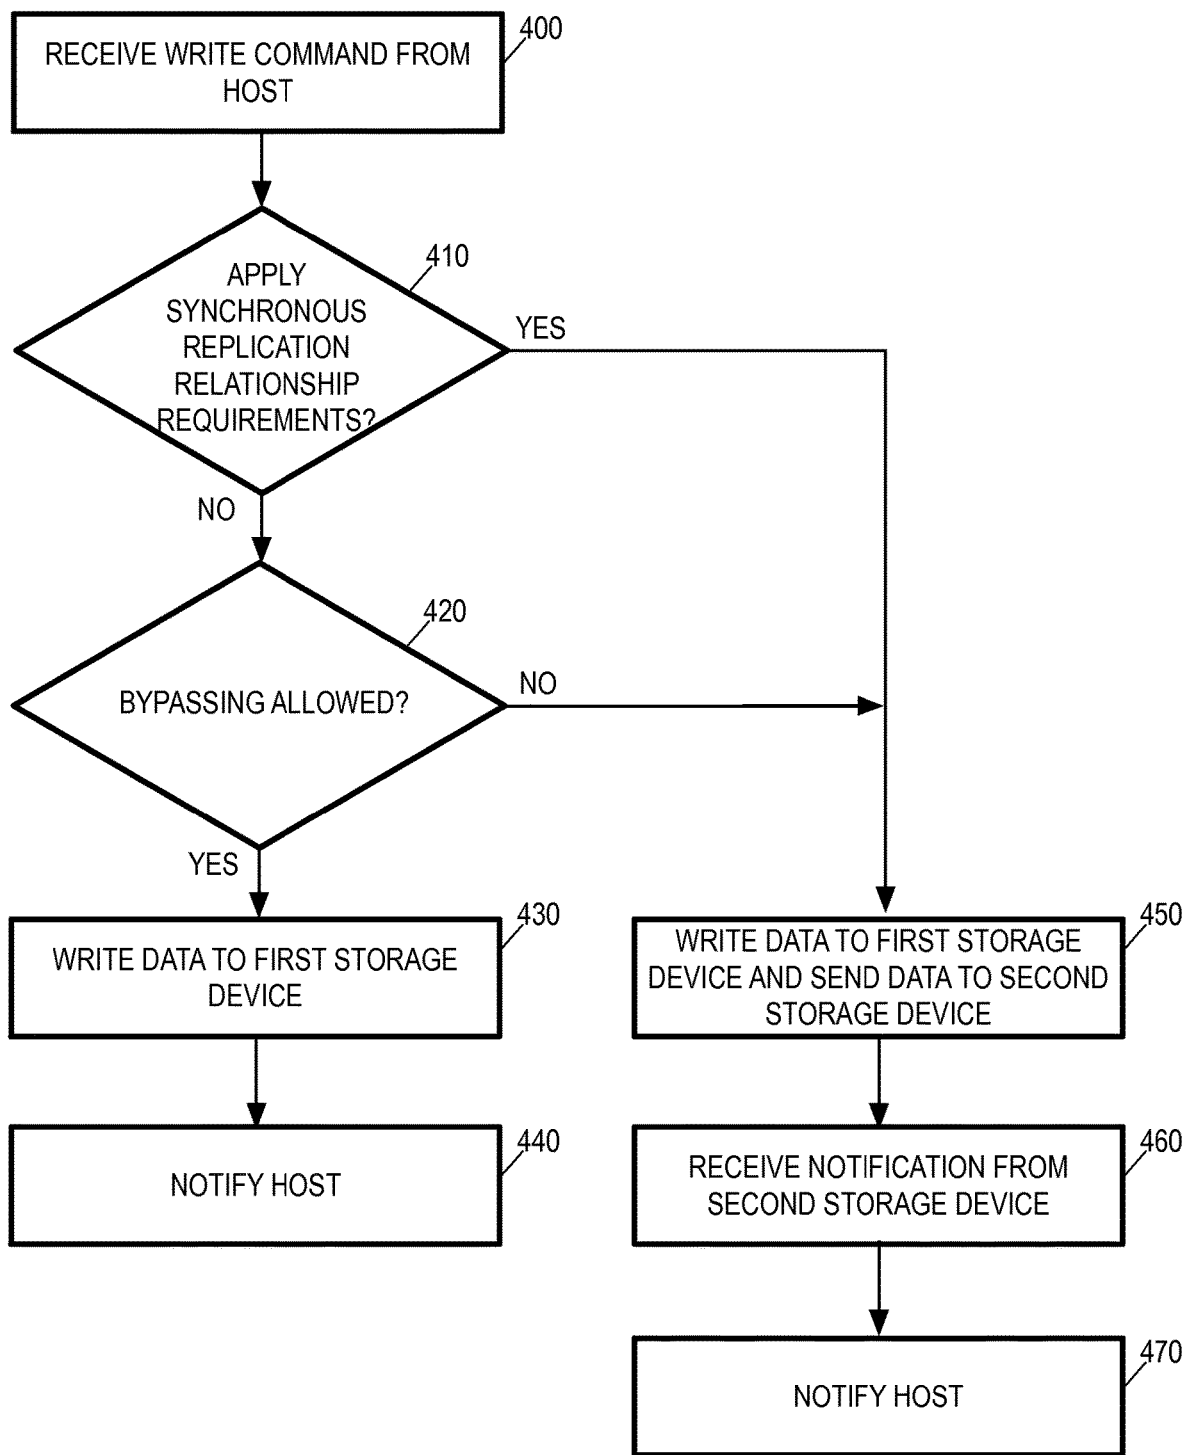 400
RECEIVE WRITE COMMAND FROM
HOST
410
APPLY
SYNCHRONOUS
REPLICATION
RELATIONSHIP
REQUIREMENTS?
YES
NO
420
BYPASSING ALLOWED?
NO
YES
430
WRITE DATA TO FIRST STORAGE
DEVICE
450
WRITE DATA TO FIRST STORAGE
DEVICE AND SEND DATA TO SECOND
STORAGE DEVICE
440
NOTIFY HOST
460
RECEIVE NOTIFICATION FROM
SECOND STORAGE DEVICE
470
NOTIFY HOST